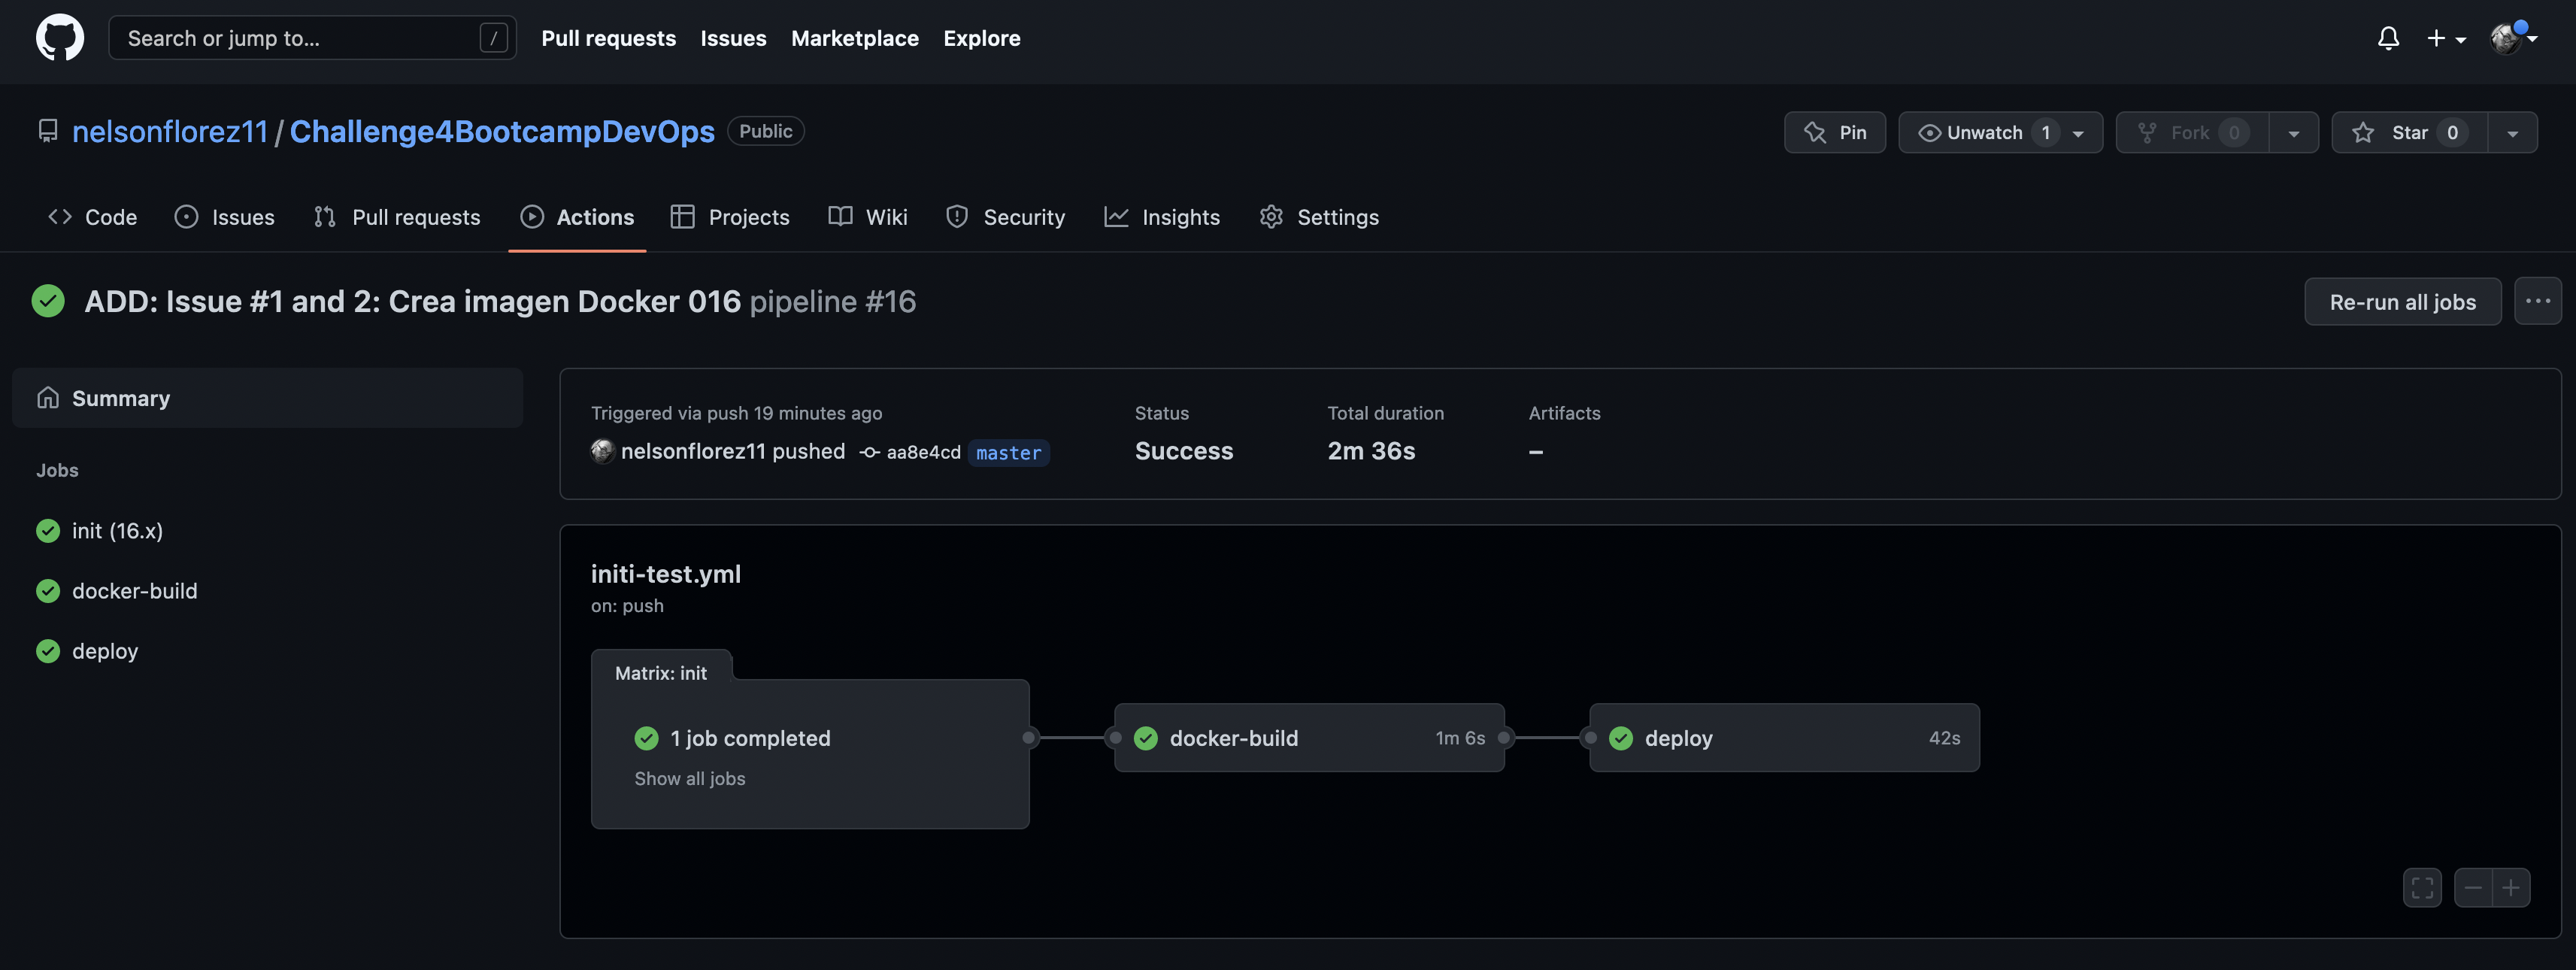 Search or jump to... /
Pull requests Issues Marketplace Explore
nelsonflorez11 / Challenge4BootcampDevOps Public
Pin Unwatch 1 Fork 0 Star 0
Code Issues Pull requests Actions Projects Wiki Security Insights Settings
ADD: Issue #1 and 2: Crea imagen Docker 016 pipeline #16
Re-run all jobs
Summary
Jobs
init (16.x)
docker-build
deploy
Triggered via push 19 minutes ago
nelsonflorez11 pushed aa8e4cd master
Status
Success
Total duration
2m 36s
Artifacts
–
initi-test.yml
on: push
Matrix: init
1 job completed
Show all jobs
docker-build 1m 6s
deploy 42s